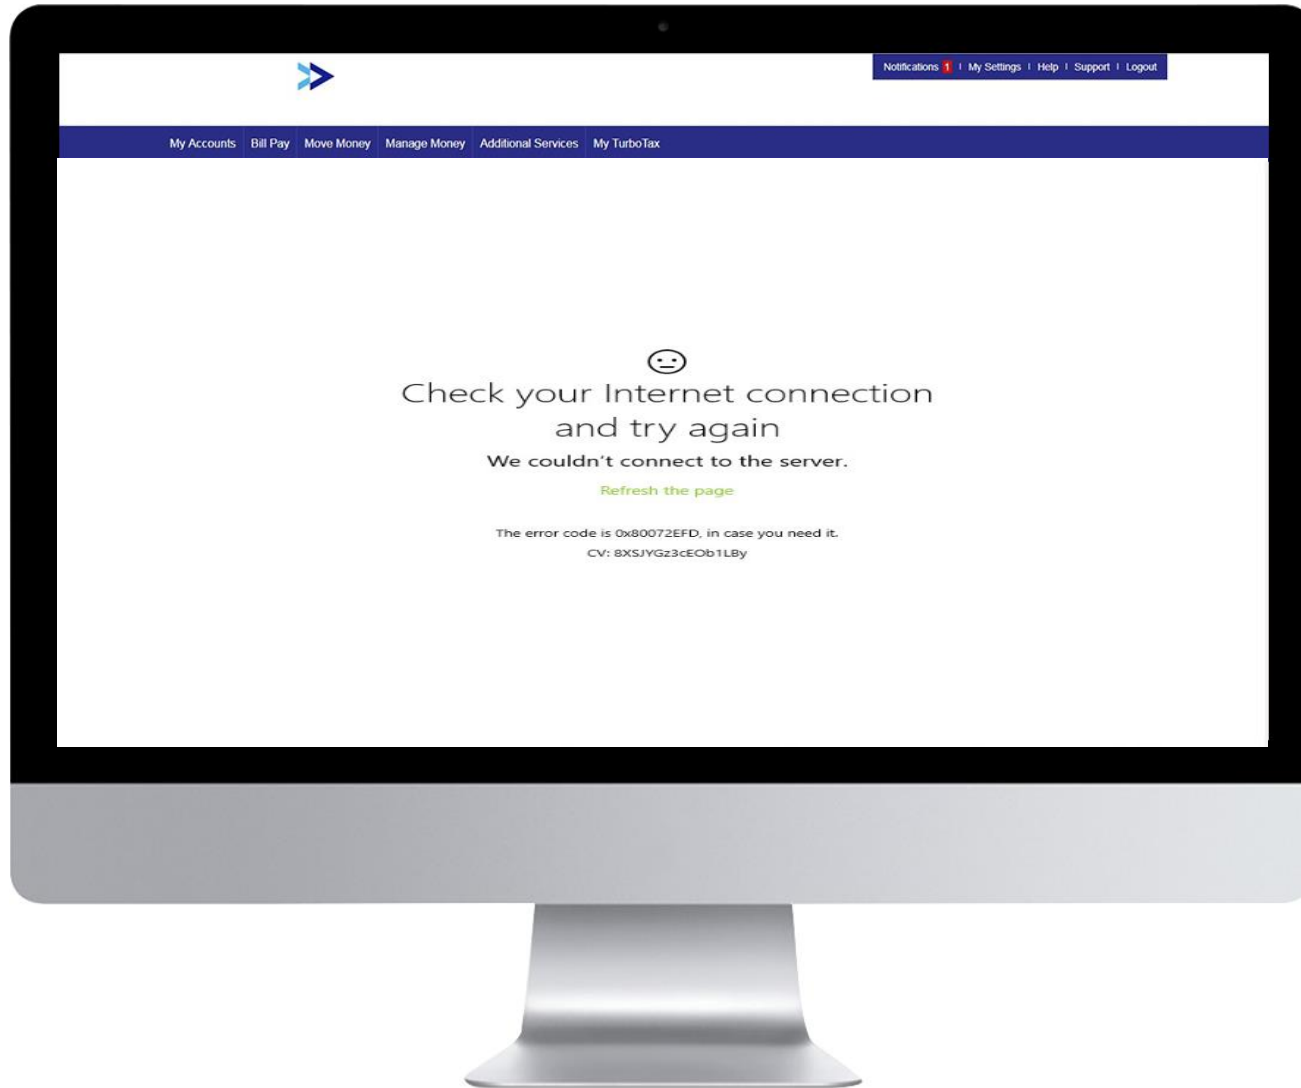 Notifications 1 | My Settings | Help | Support | Logout
My Accounts Bill Pay Move Money Manage Money Additional Services My TurboTax
Check your Internet connection
and try again
We couldn't connect to the server.
Refresh the page
The error code is 0x80072EFD, in case you need it.
CV: 8XSJYGz3cEOb1LBy